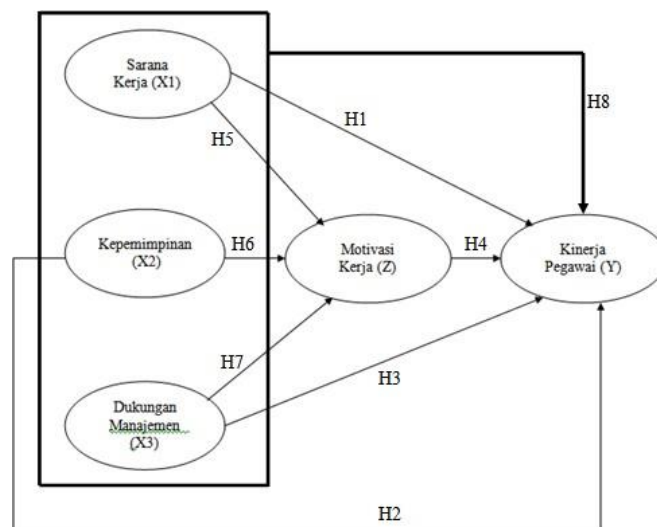 Sarana
Kerja (X1)
H1
H8
H5
Kepemimpinan
(X2)
H6
Motivasi
Kerja (Z)
H4
Kinerja
Pegawai (Y)
H7
H3
Dukungan
Manajemen
(X3)
H2